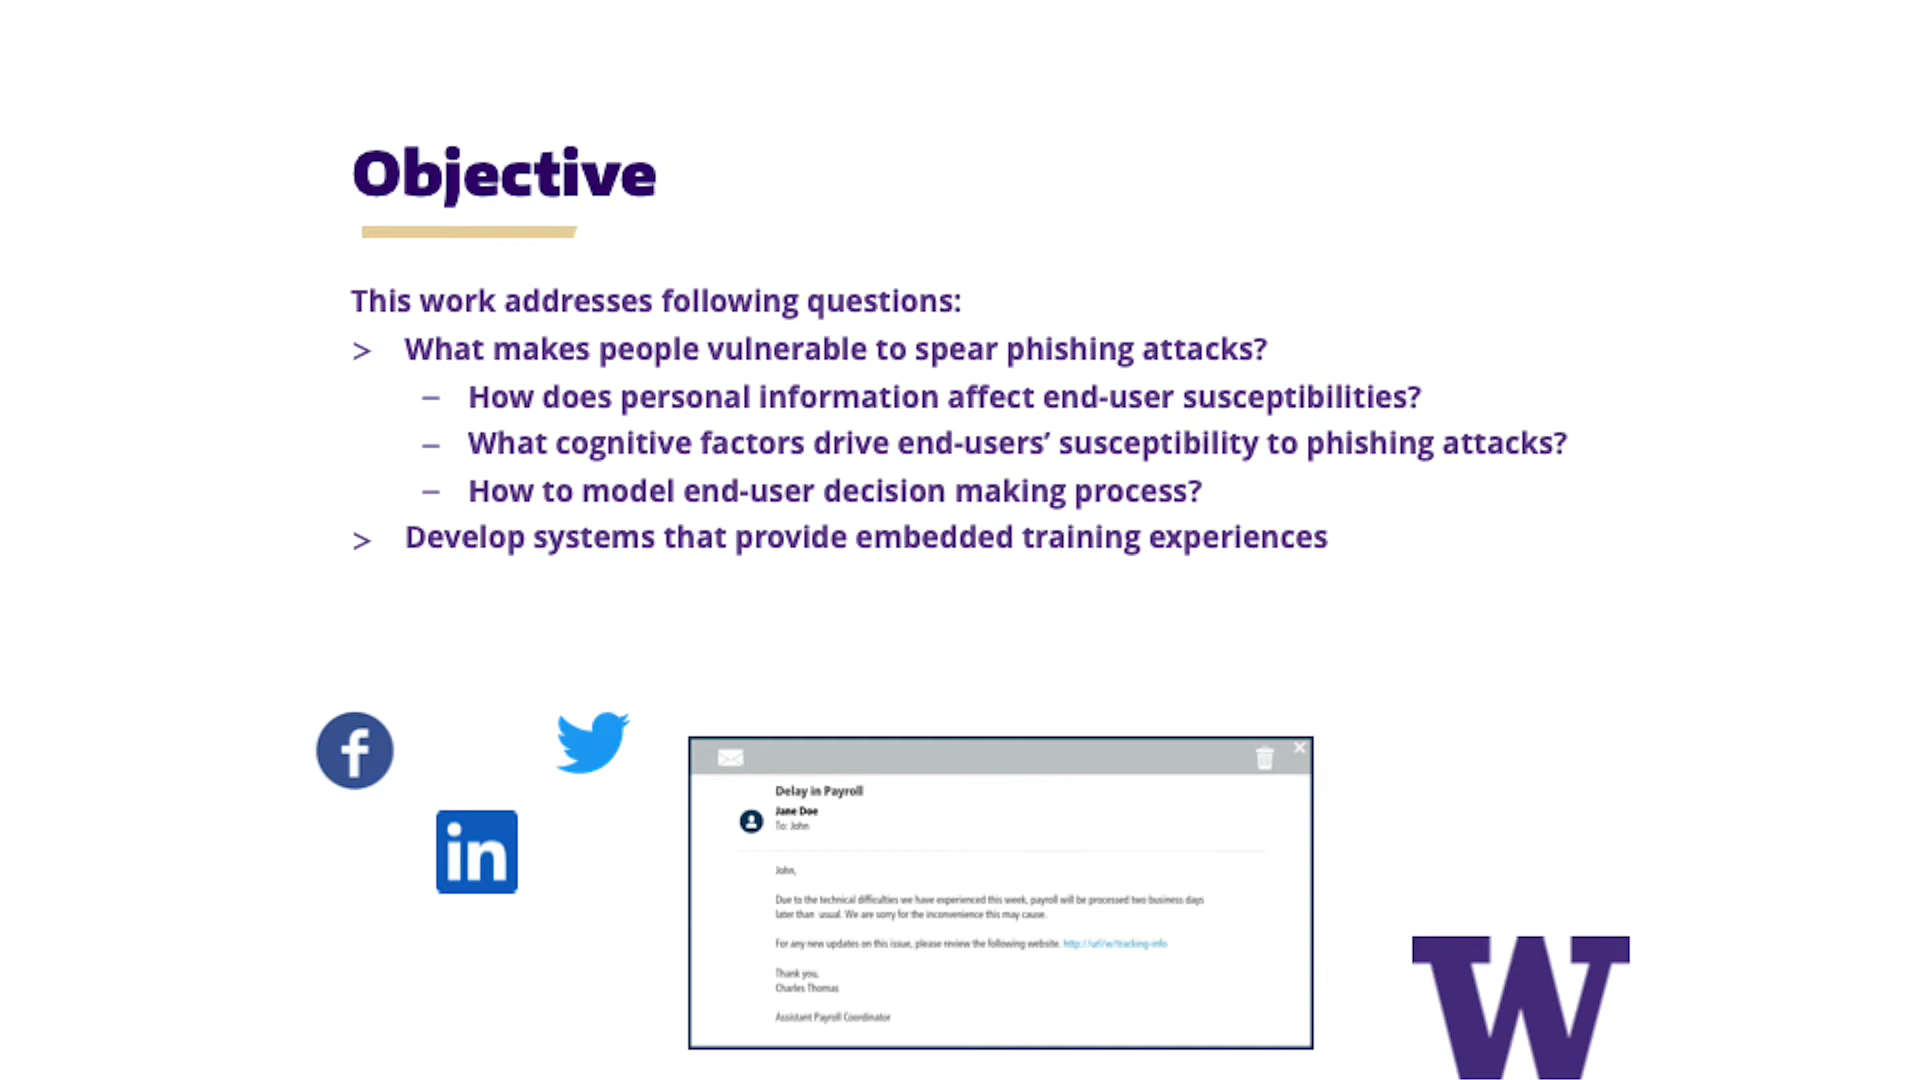 Objective
This work addresses following questions:
> What makes people vulnerable to spear phishing attacks?
– How does personal information affect end-user susceptibilities?
– What cognitive factors drive end-users’ susceptibility to phishing attacks?
– How to model end-user decision making process?
> Develop systems that provide embedded training experiences
f
in
Delay in Payroll
Jane Doe
To: John
John,
Due to the technical difficulties we have experienced this week, payroll will be processed two business days
later than usual. We are sorry for the inconvenience this may cause.
For any new updates on this issue, please review the following website. http://url/w/tracking-info
Thank you,
Charles Thomas
Assistant Payroll Coordinator
W